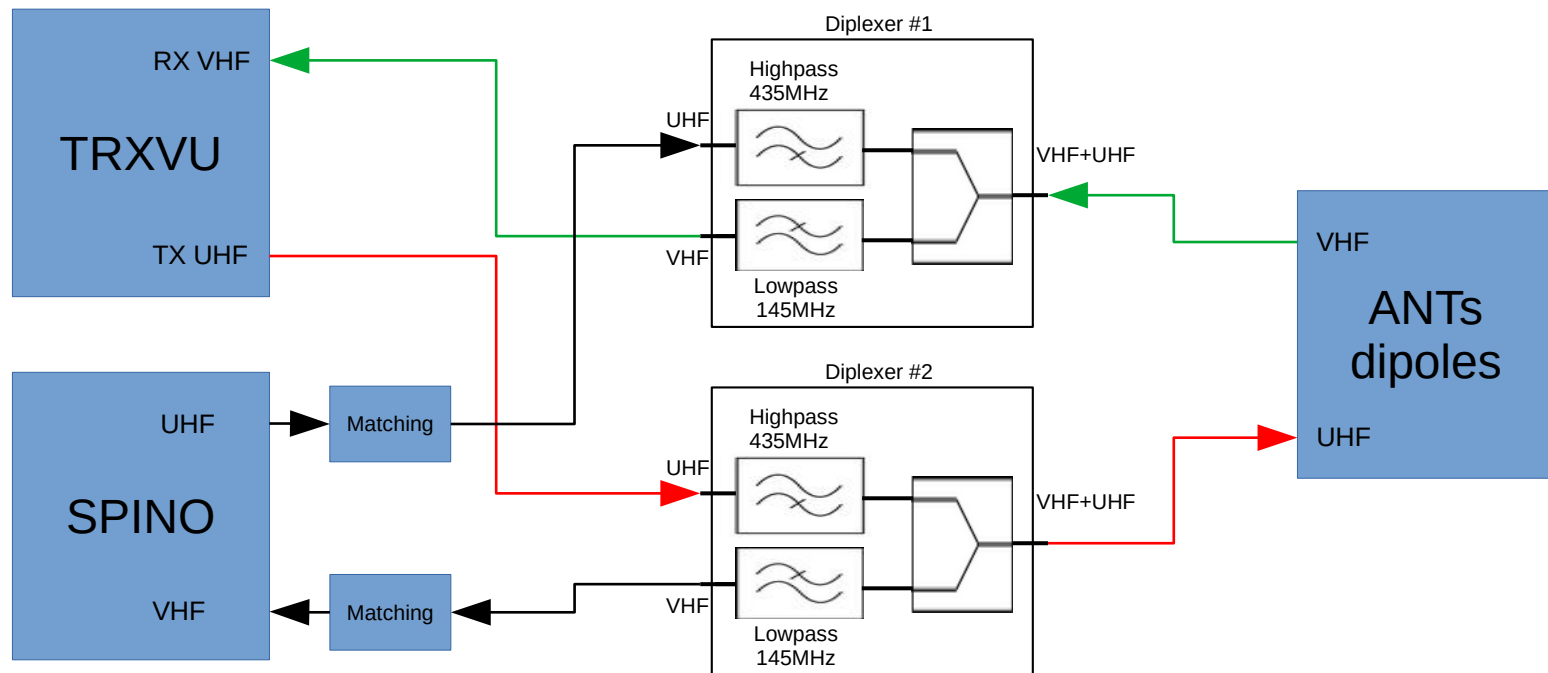 Diplexer #1
RX VHF
TRXVU
TX UHF
UHF
Highpass
435MHz
VHF
Lowpass
145MHz
VHF+UHF
VHF
ANTs
dipoles
UHF
SPINO
UHF
Matching
VHF
Matching
Diplexer #2
UHF
Highpass
435MHz
VHF
Lowpass
145MHz
VHF+UHF